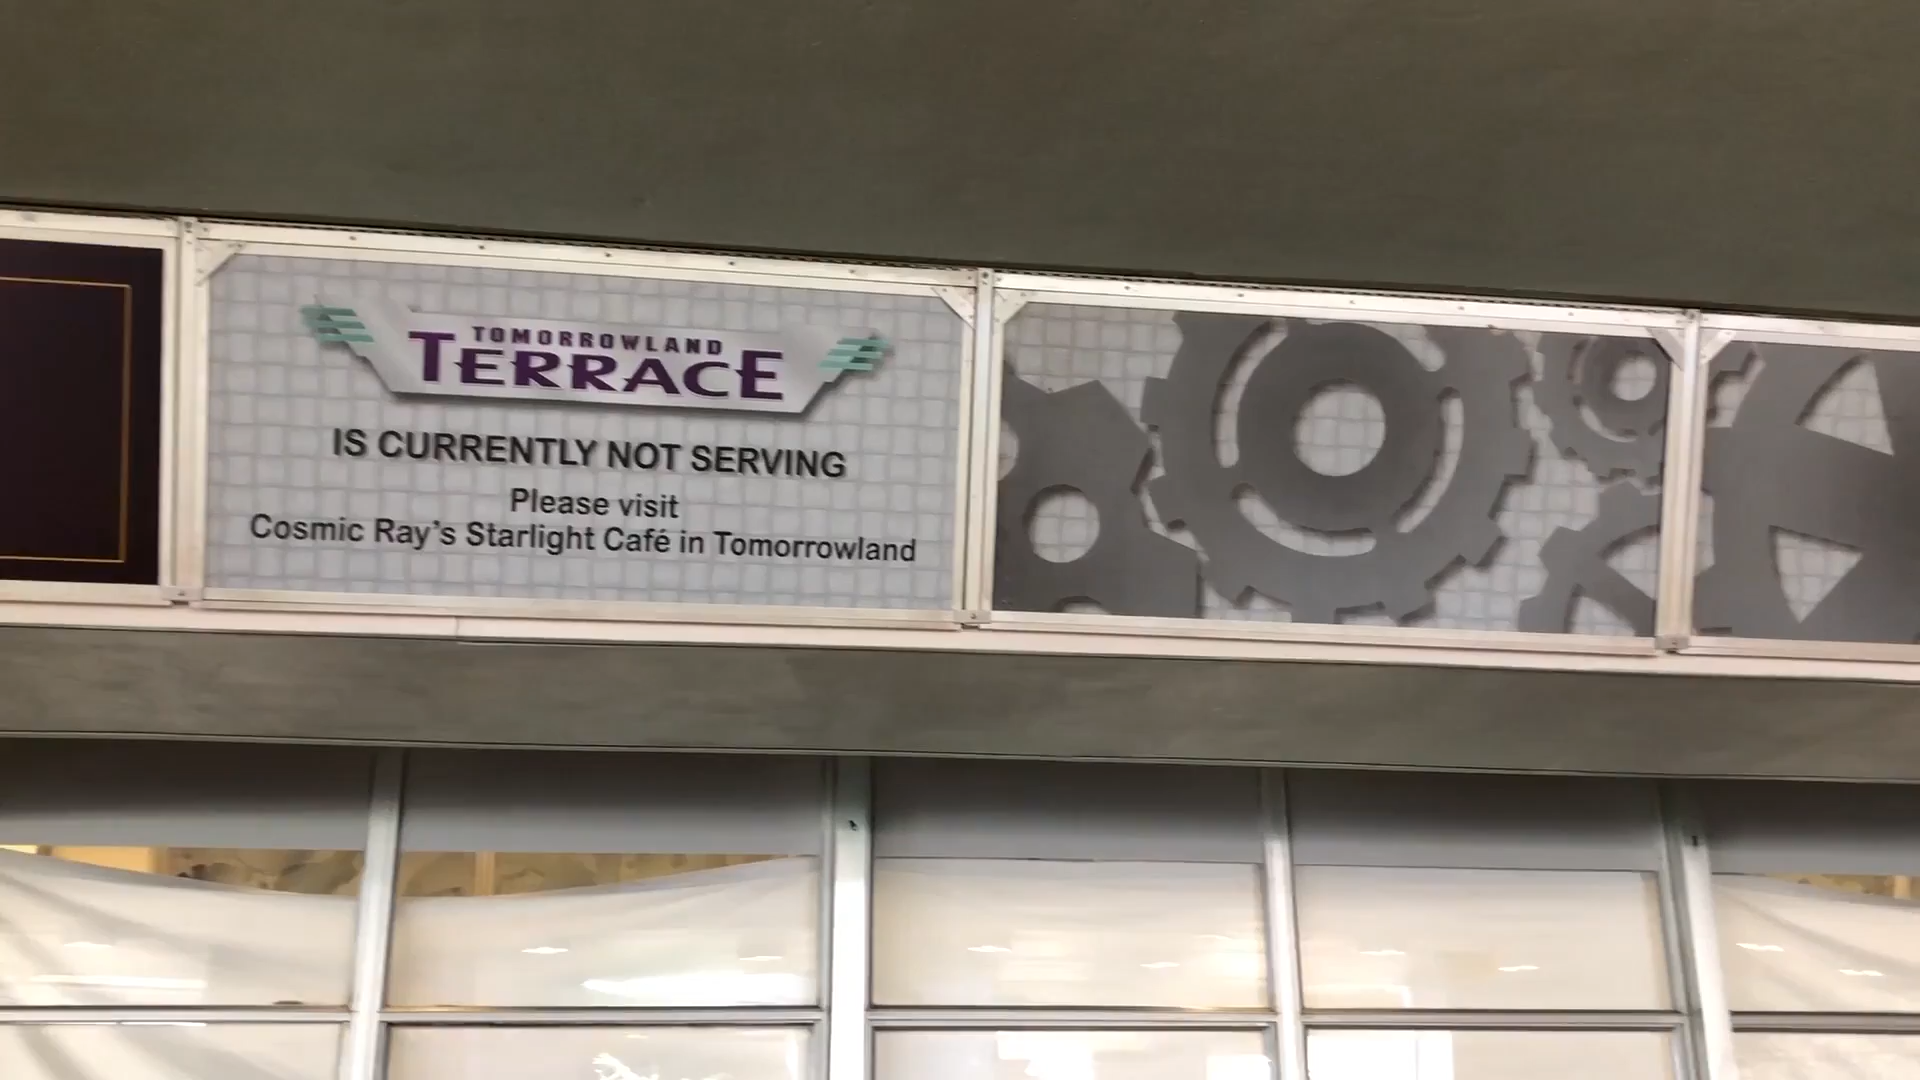 TOMORROWLAND
TERRACE
IS CURRENTLY NOT SERVING
Please visit
Cosmic Ray's Starlight Café in Tomorrowland